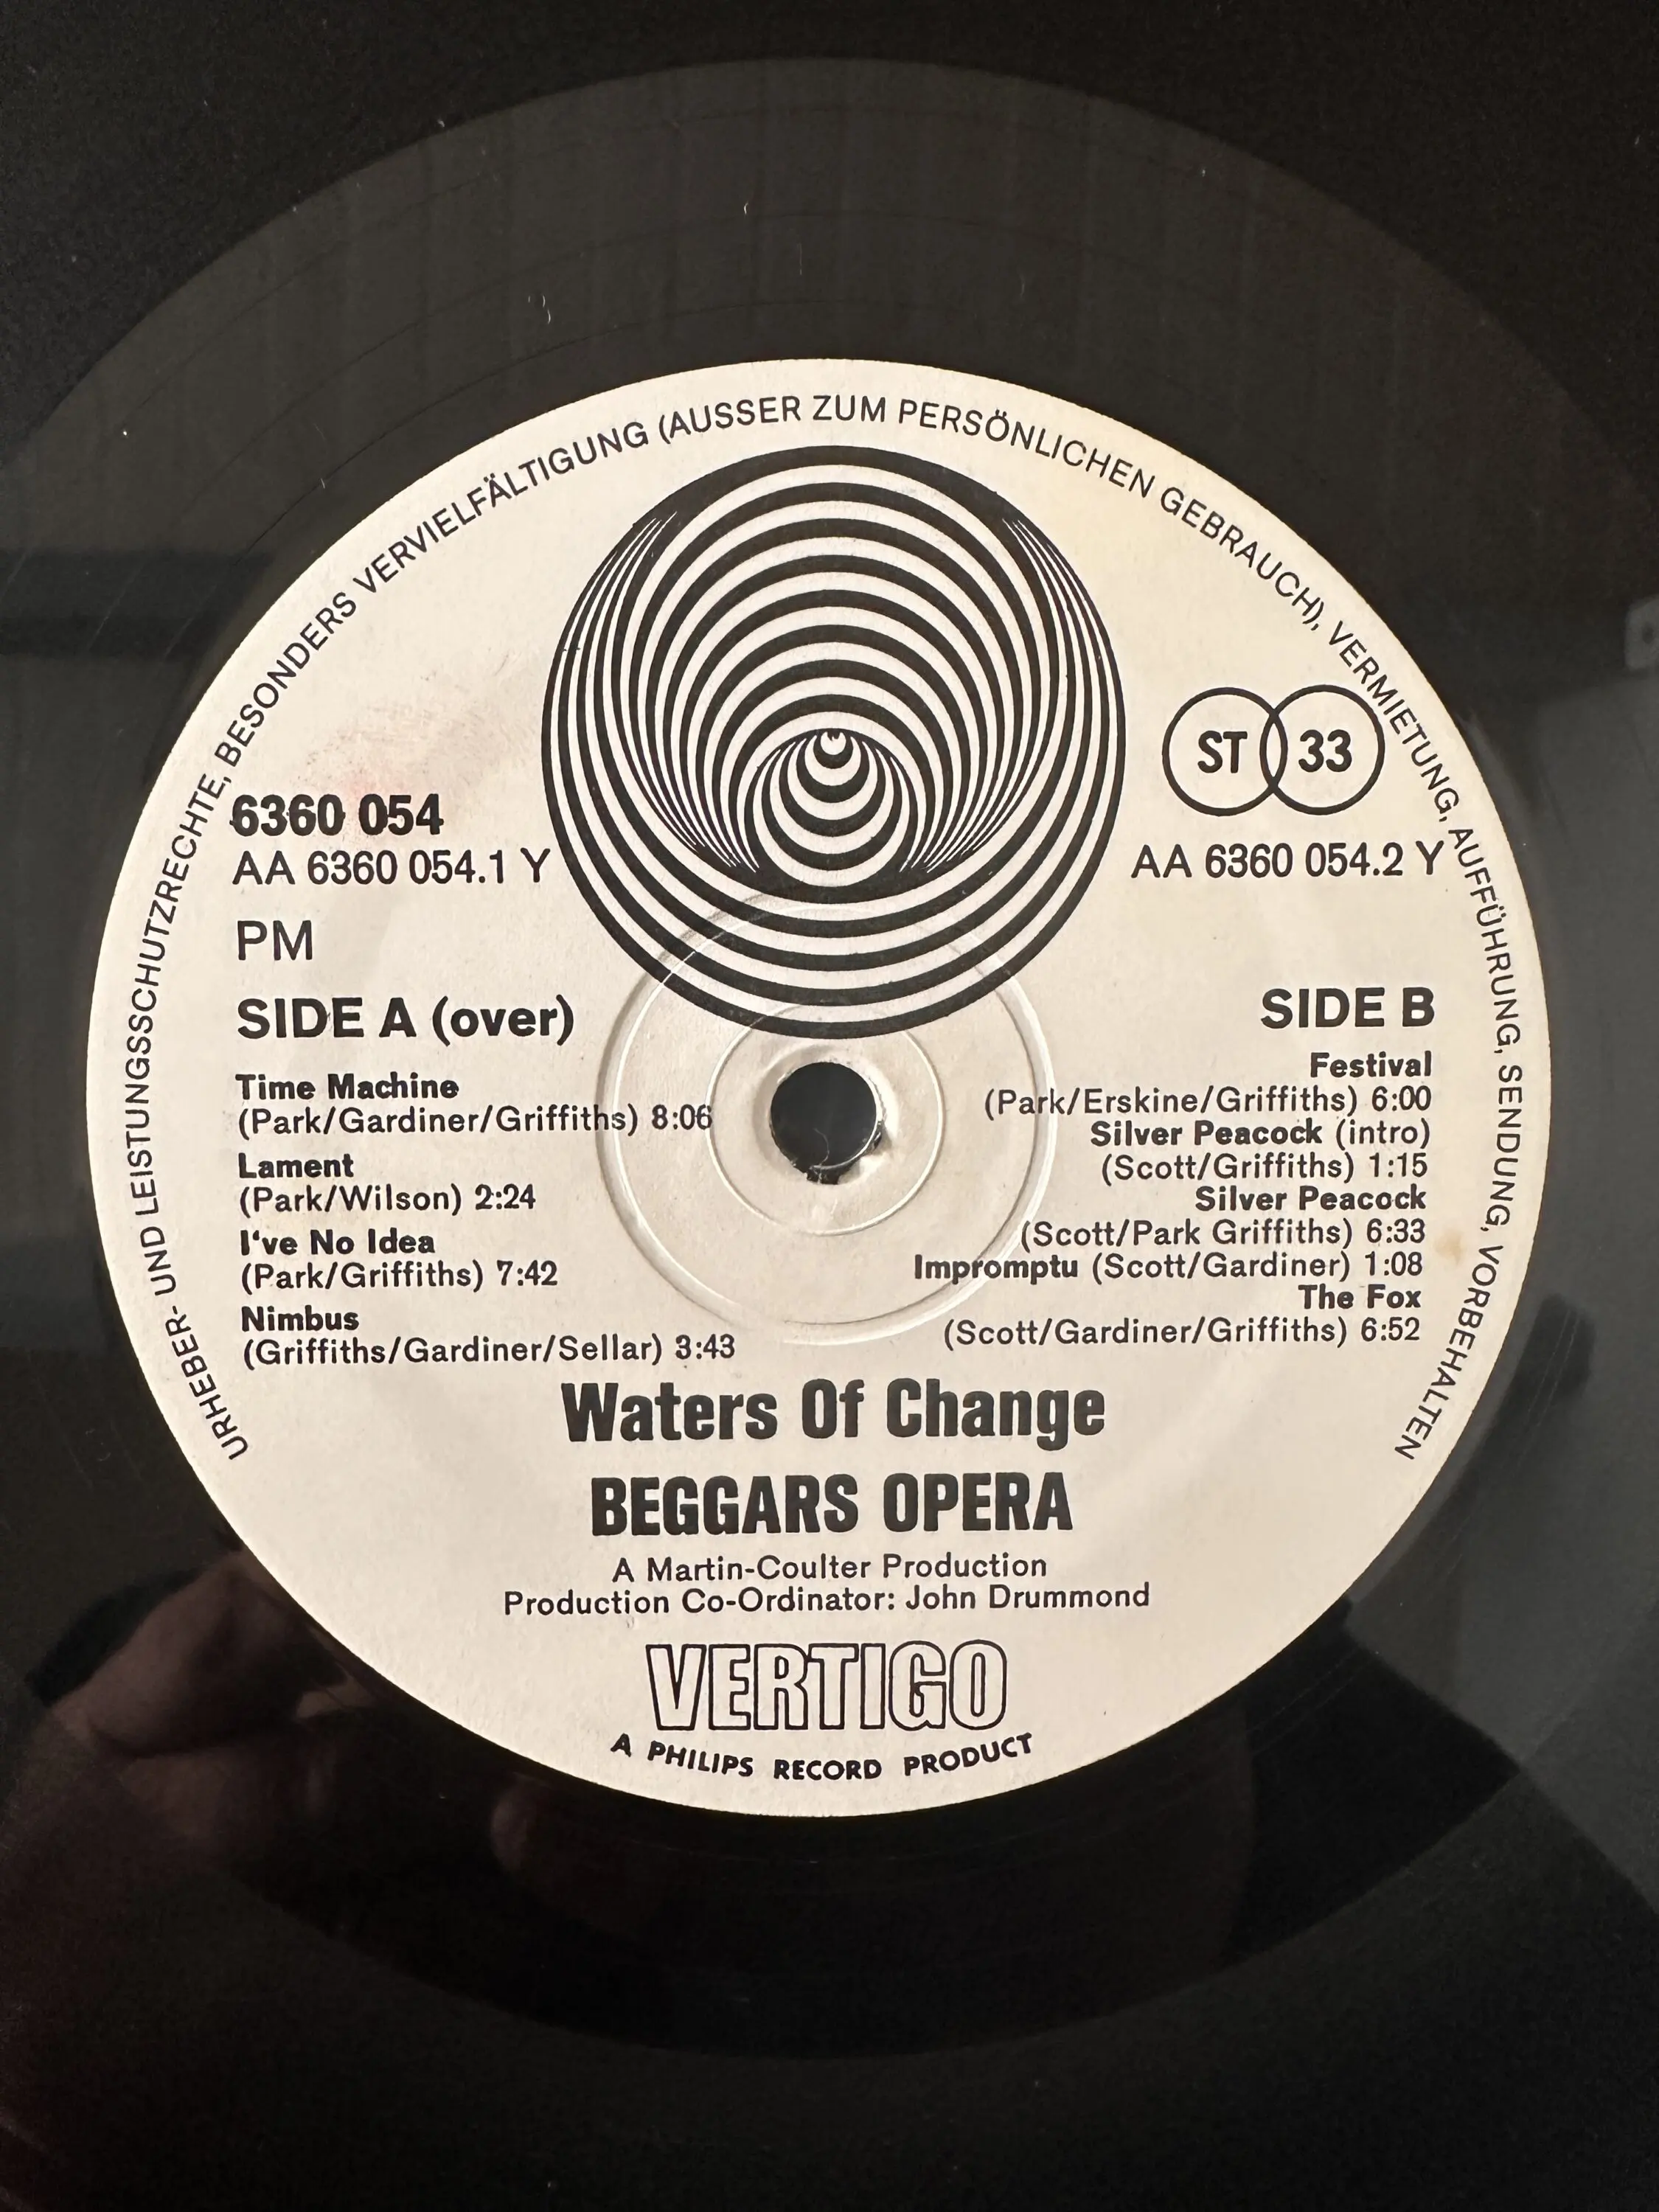 URHEBER- UND LEISTUNGSSCHUTZRECHTE, BESONDERS VERVIELFÄLTIGUNG (AUSSER ZUM PERSÖNLICHEN GEBRAUCH), VERMIETUNG, AUFFÜHRUNG, SENDUNG, VORBEHALTEN
ST 33
6360 054
AA 6360 054.1 Y
PM
SIDE A (over)
Time Machine
(Park/Gardiner/Griffiths) 8:06
Lament
(Park/Wilson) 2:24
I've No Idea
(Park/Griffiths) 7:42
Nimbus
(Griffiths/Gardiner/Sellar) 3:43
AA 6360 054.2 Y
SIDE B
Festival
(Park/Erskine/Griffiths) 6:00
Silver Peacock (intro)
(Scott/Griffiths) 1:15
Silver Peacock
(Scott/Park Griffiths) 6:33
Impromptu (Scott/Gardiner) 1:08
The Fox
(Scott/Gardiner/Griffiths) 6:52
Waters Of Change
BEGGARS OPERA
A Martin-Coulter Production
Production Co-Ordinator: John Drummond
VERTIGO
A PHILIPS RECORD PRODUCT